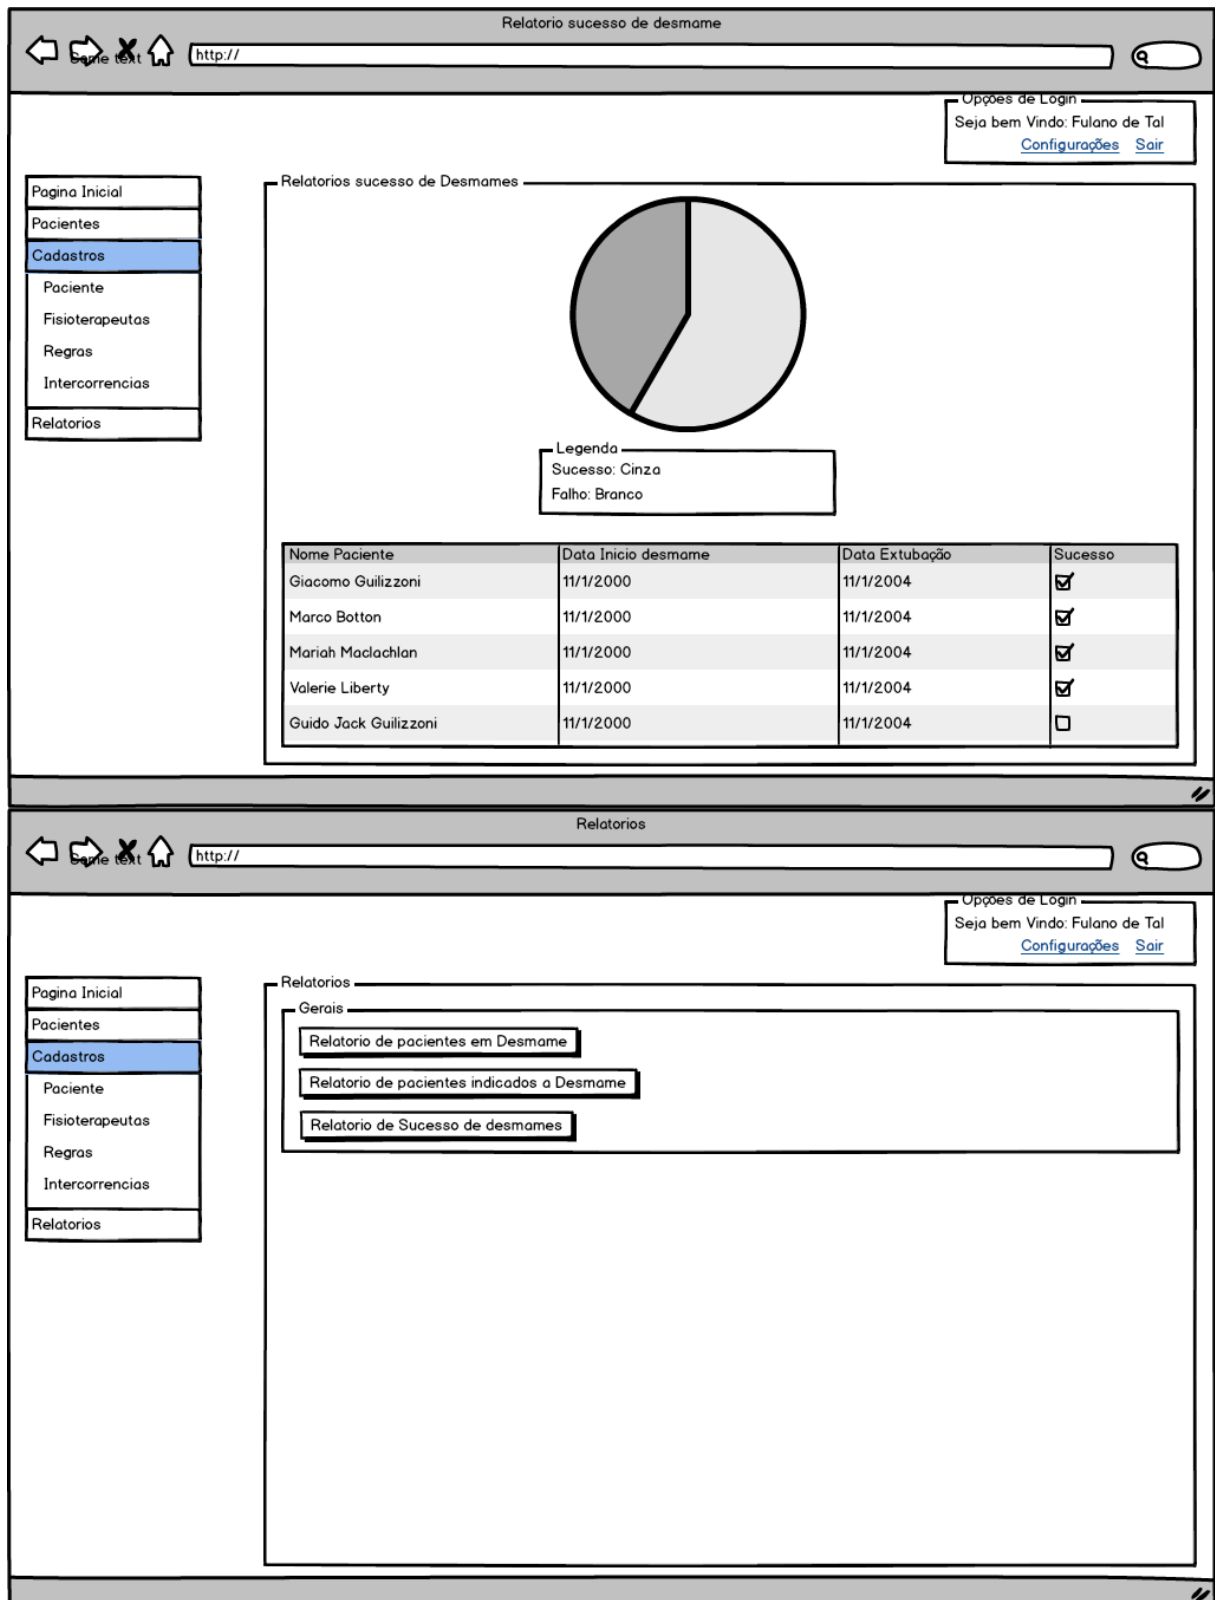 Relatorio sucesso de desmame
Some text
http://
Opções de Login
Seja bem Vindo: Fulano de Tal
Configurações Sair
Pagina Inicial
Pacientes
Cadastros
Paciente
Fisioterapeutas
Regras
Intercorrencias
Relatorios
Relatorios sucesso de Desmames
Legenda
Sucesso: Cinza
Falho: Branco
Nome Paciente Data Inicio desmame Data Extubação Sucesso
Giacomo Guilizzoni 11/1/2000 11/1/2004
Marco Botton 11/1/2000 11/1/2004
Mariah Maclachlan 11/1/2000 11/1/2004
Valerie Liberty 11/1/2000 11/1/2004
Guido Jack Guilizzoni 11/1/2000 11/1/2004
Relatorios
Some text
http://
Opções de Login
Seja bem Vindo: Fulano de Tal
Configurações Sair
Pagina Inicial
Pacientes
Cadastros
Paciente
Fisioterapeutas
Regras
Intercorrencias
Relatorios
Relatorios
Gerais
Relatorio de pacientes em Desmame
Relatorio de pacientes indicados a Desmame
Relatorio de Sucesso de desmames